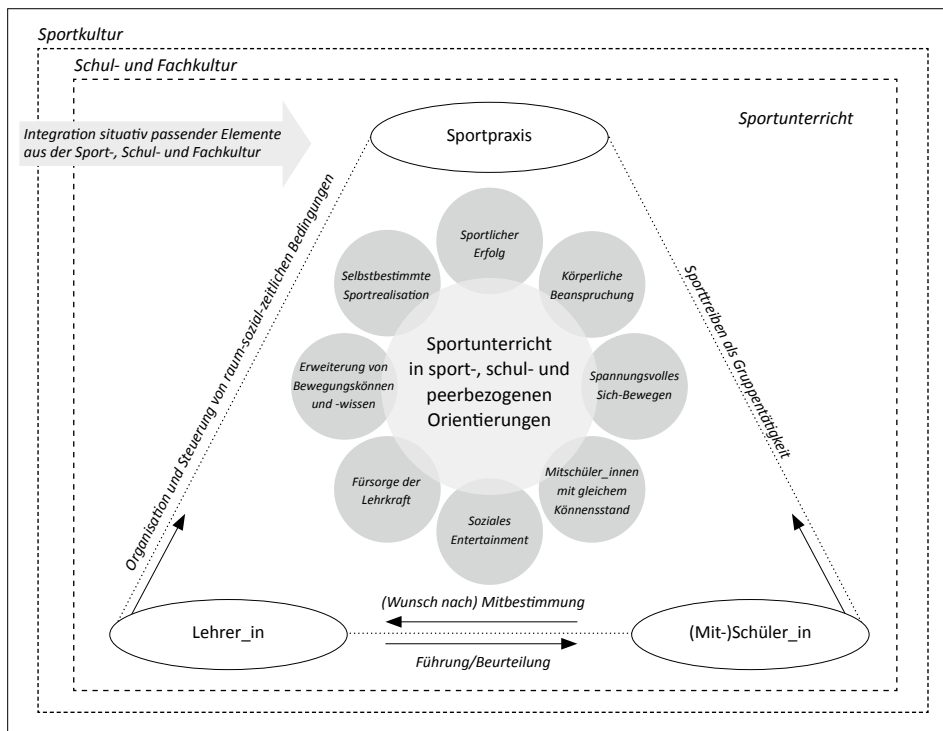 Sportkultur
Schul- und Fachkultur
Sportunterricht
Integration situativ passender Elemente
aus der Sport-, Schul- und Fachkultur
Sportpraxis
Organisation und Steuerung von raum-sozial-zeitlichen Bedingungen
Sporttreiben als Gruppentätigkeit
Sportlicher
Erfolg
Selbstbestimmte
Sportrealisation
Körperliche
Beanspruchung
Erweiterung von
Bewegungskönnen
und -wissen
Sportunterricht
in sport-, schul- und
peerbezogenen
Orientierungen
Spannungsvolles
Sich-Bewegen
Fürsorge der
Lehrkraft
Mitschüler_innen
mit gleichem
Könnensstand
Soziales
Entertainment
(Wunsch nach) Mitbestimmung
Lehrer_in
(Mit-)Schüler_in
Führung/Beurteilung